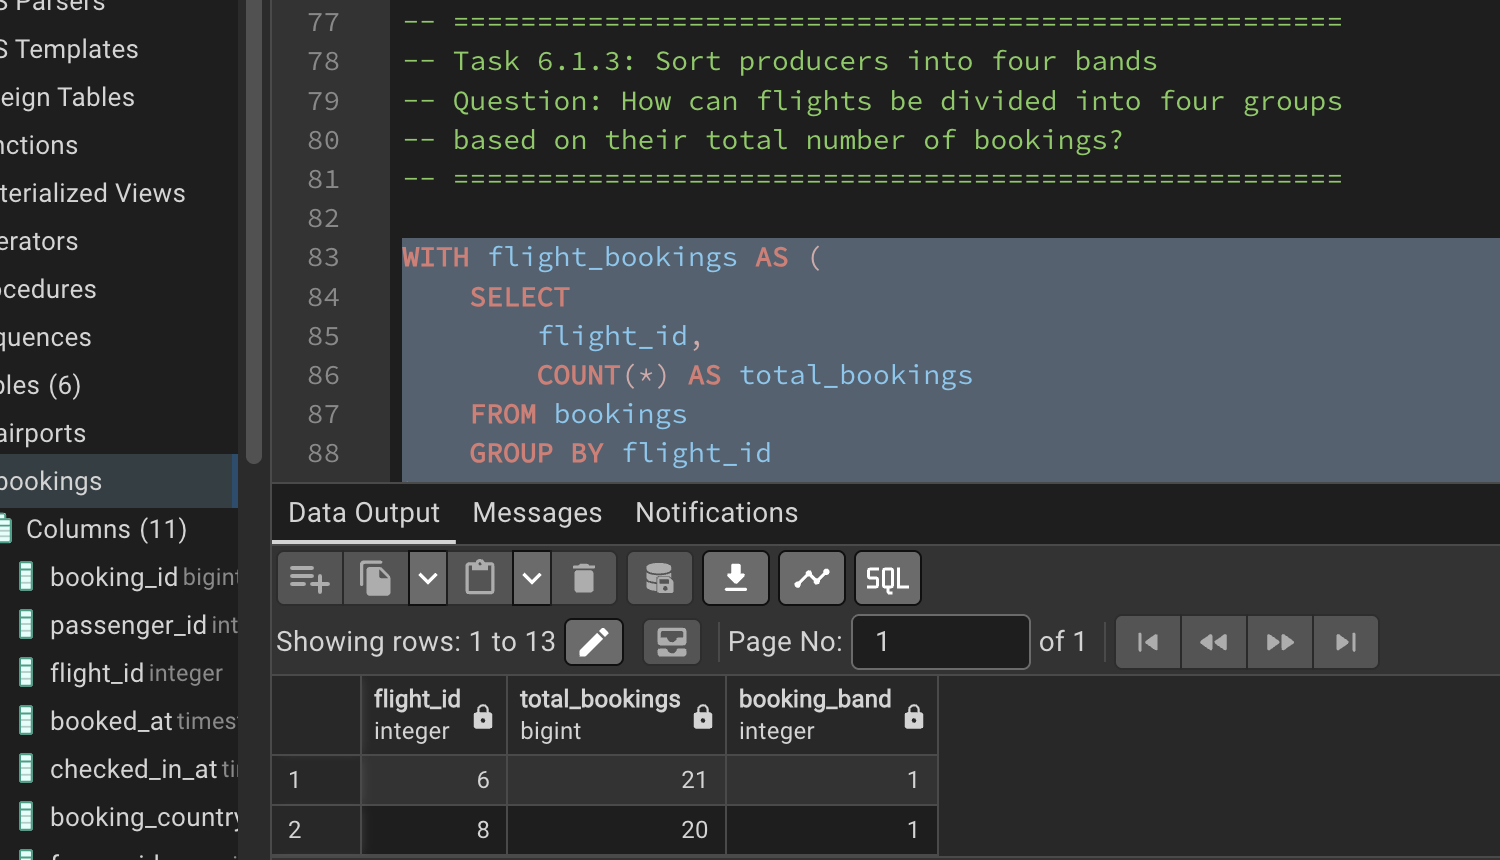 S Parsers
S Templates
eign Tables
nctions
terialized Views
erators
ocedures
quences
bles (6)
airports
bookings
Columns (11)
booking_id bigint
passenger_id int
flight_id integer
booked_at times
checked_in_at ti
booking_country
77 -- =====================================================
78 -- Task 6.1.3: Sort producers into four bands
79 -- Question: How can flights be divided into four groups
80 -- based on their total number of bookings?
81 -- =====================================================
82
83 WITH flight_bookings AS (
84 SELECT
85 flight_id,
86 COUNT(*) AS total_bookings
87 FROM bookings
88 GROUP BY flight_id
Data Output Messages Notifications
SQL
Showing rows: 1 to 13 Page No: 1 of 1
flight_id total_bookings booking_band
integer bigint integer
1 6 21 1
2 8 20 1